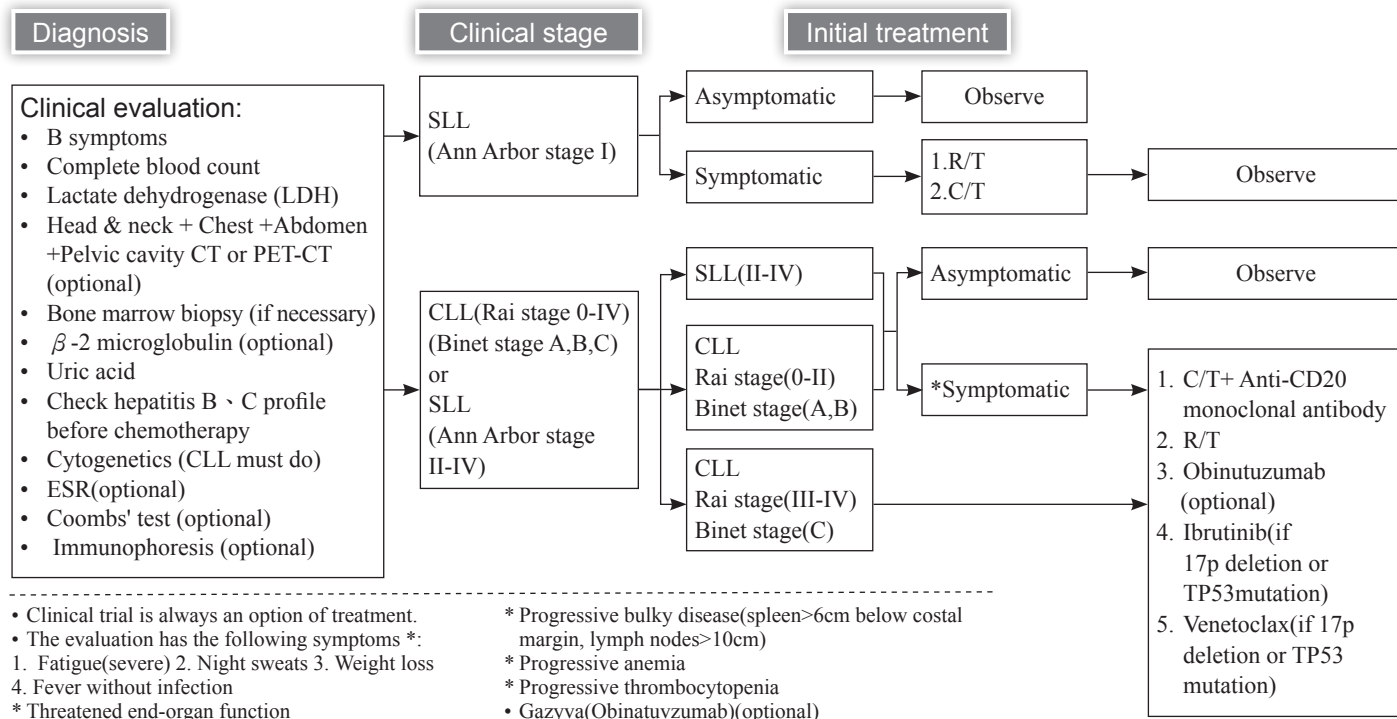 Diagnosis
Clinical stage
Initial treatment
Clinical evaluation:
• B symptoms
• Complete blood count
• Lactate dehydrogenase (LDH)
• Head & neck + Chest +Abdomen
+Pelvic cavity CT or PET-CT
(optional)
• Bone marrow biopsy (if necessary)
• β-2 microglobulin (optional)
• Uric acid
• Check hepatitis B、C profile
before chemotherapy
• Cytogenetics (CLL must do)
• ESR(optional)
• Coombs' test (optional)
• Immunophoresis (optional)
SLL
(Ann Arbor stage I)
Asymptomatic
Observe
Symptomatic
1.R/T
2.C/T
Observe
CLL(Rai stage 0-IV)
(Binet stage A,B,C)
or
SLL
(Ann Arbor stage
II-IV)
SLL(II-IV)
CLL
Rai stage(0-II)
Binet stage(A,B)
CLL
Rai stage(III-IV)
Binet stage(C)
Asymptomatic
Observe
*Symptomatic
1. C/T+ Anti-CD20
monoclonal antibody
2. R/T
3. Obinutuzumab
(optional)
4. Ibrutinib(if
17p deletion or
TP53mutation)
5. Venetoclax(if 17p
deletion or TP53
mutation)
• Clinical trial is always an option of treatment.
• The evaluation has the following symptoms *:
1. Fatigue(severe) 2. Night sweats 3. Weight loss
4. Fever without infection
* Threatened end-organ function
* Progressive bulky disease(spleen>6cm below costal
margin, lymph nodes>10cm)
* Progressive anemia
* Progressive thrombocytopenia
• Gazyva(Obinatuvzumab)(optional)